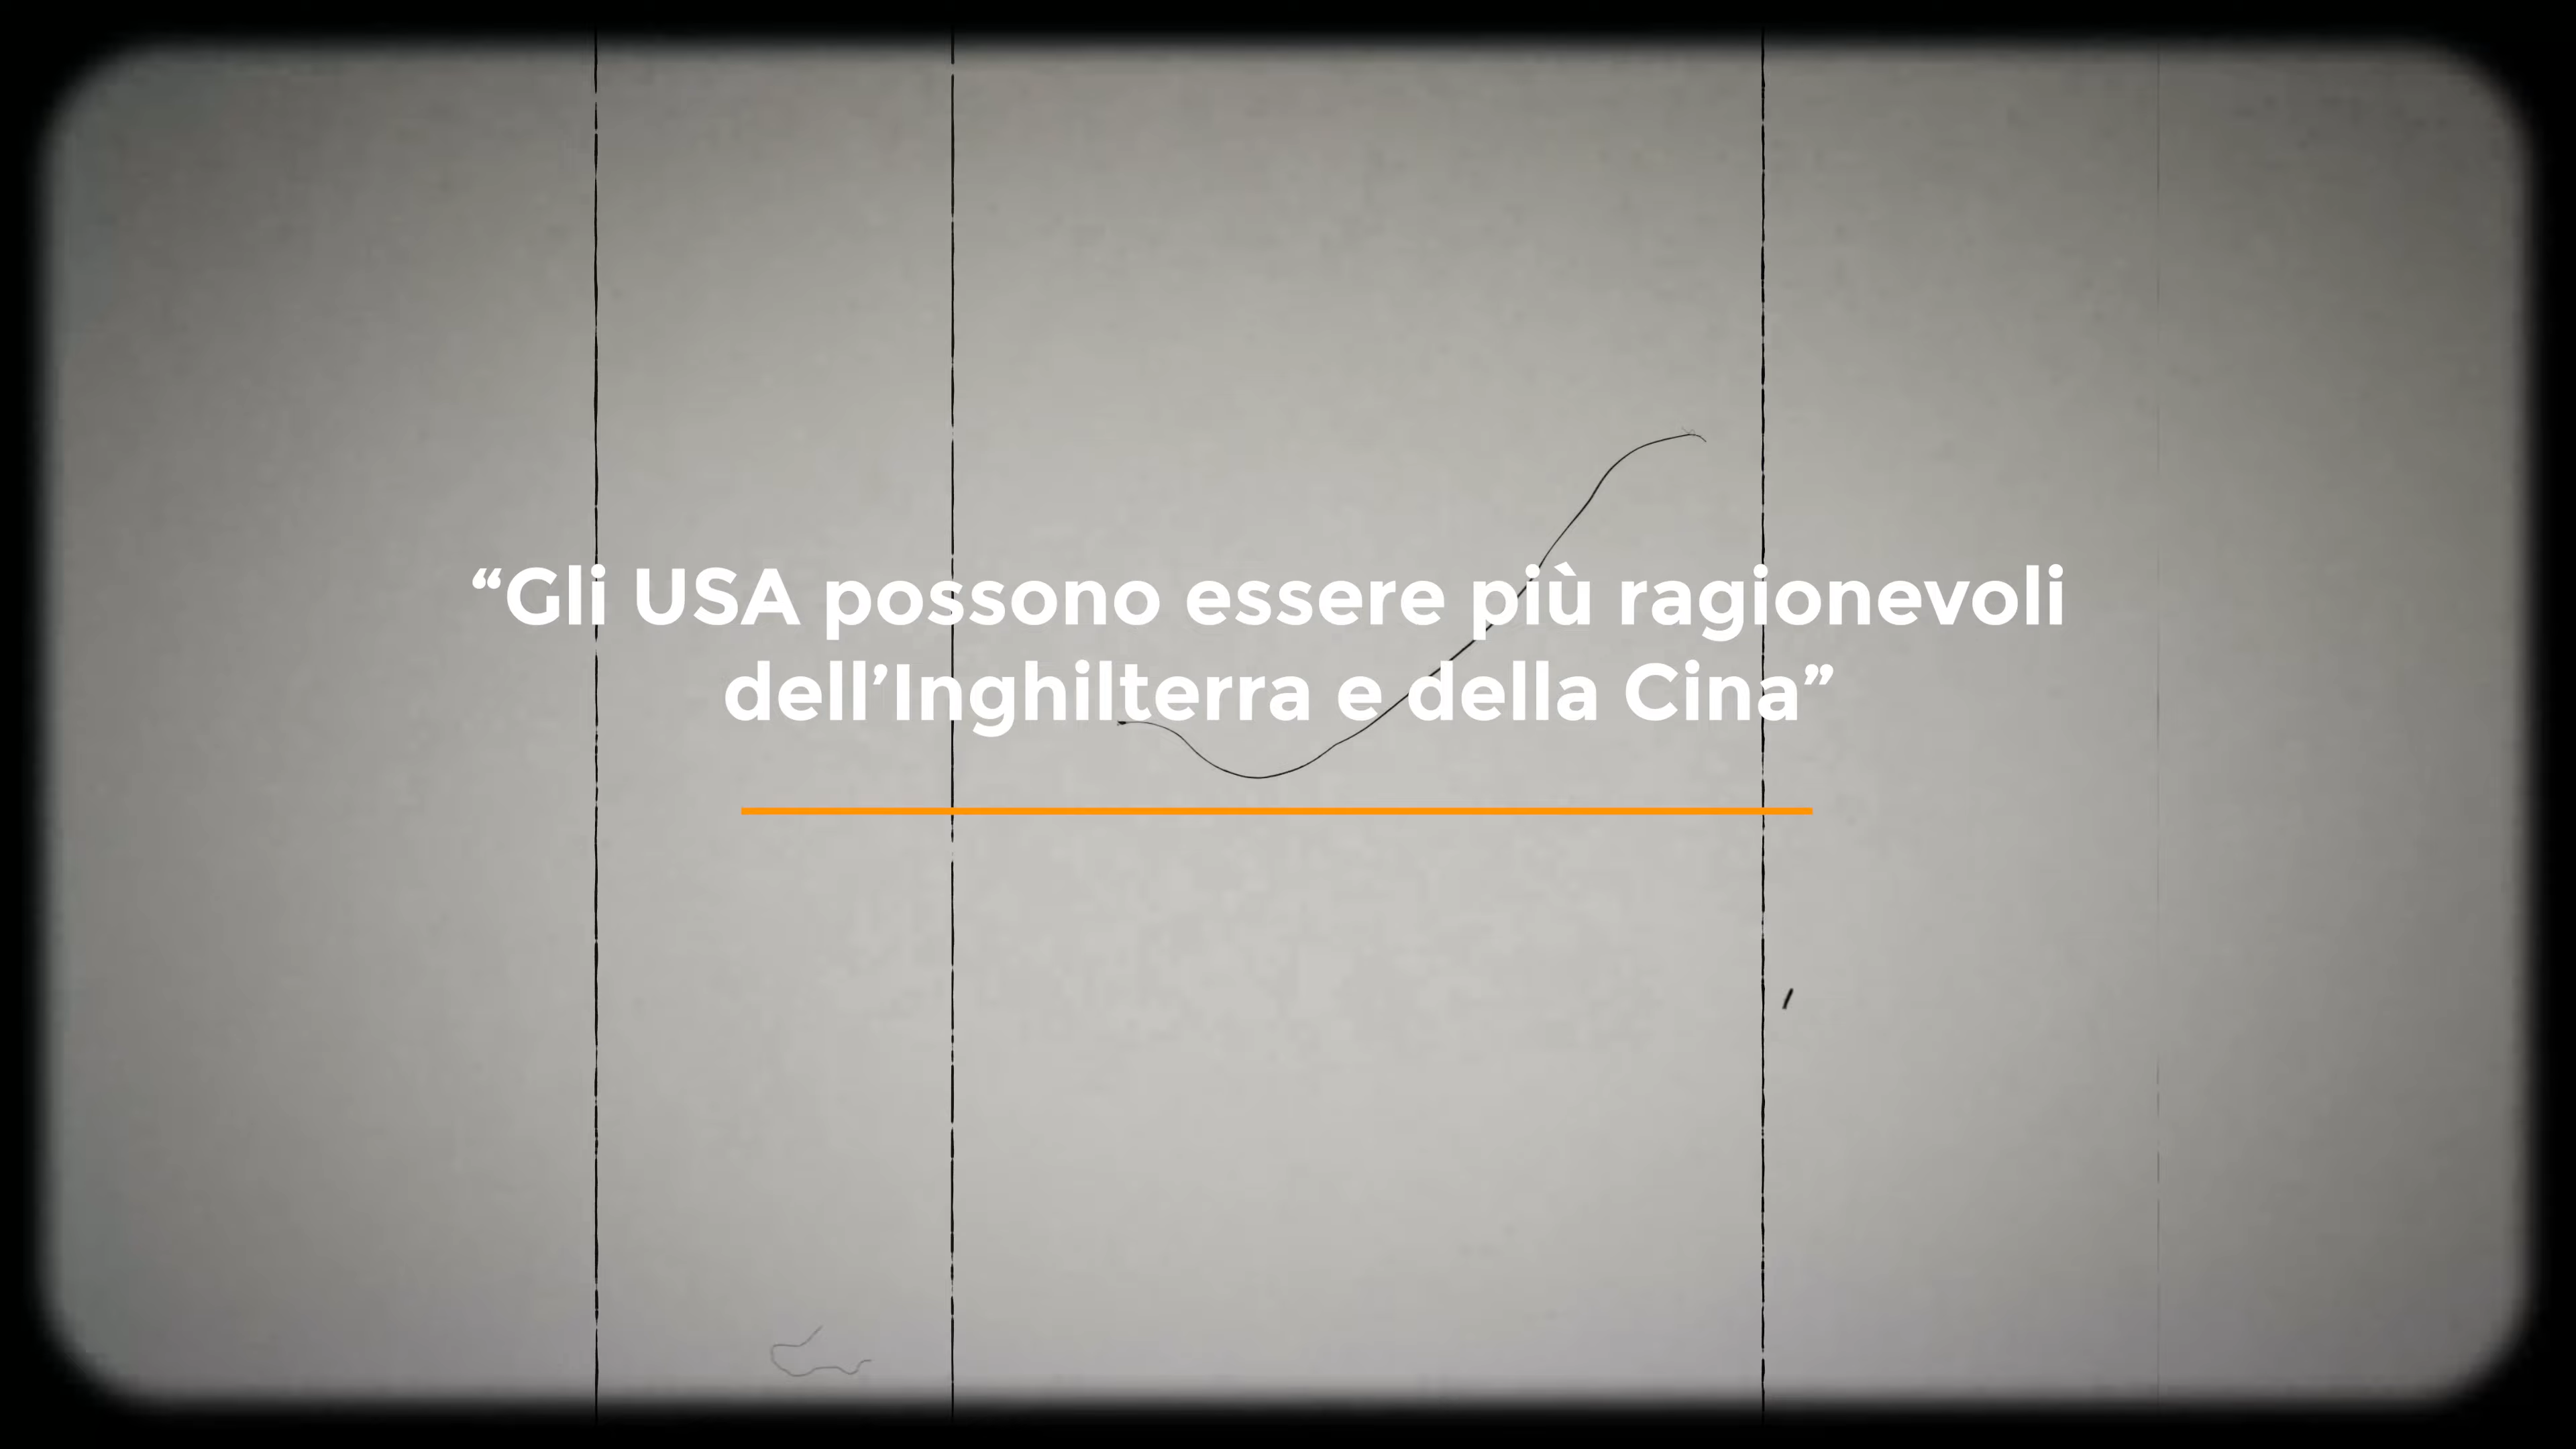 “Gli USA possono essere più ragionevoli
dell’Inghilterra e della Cina”